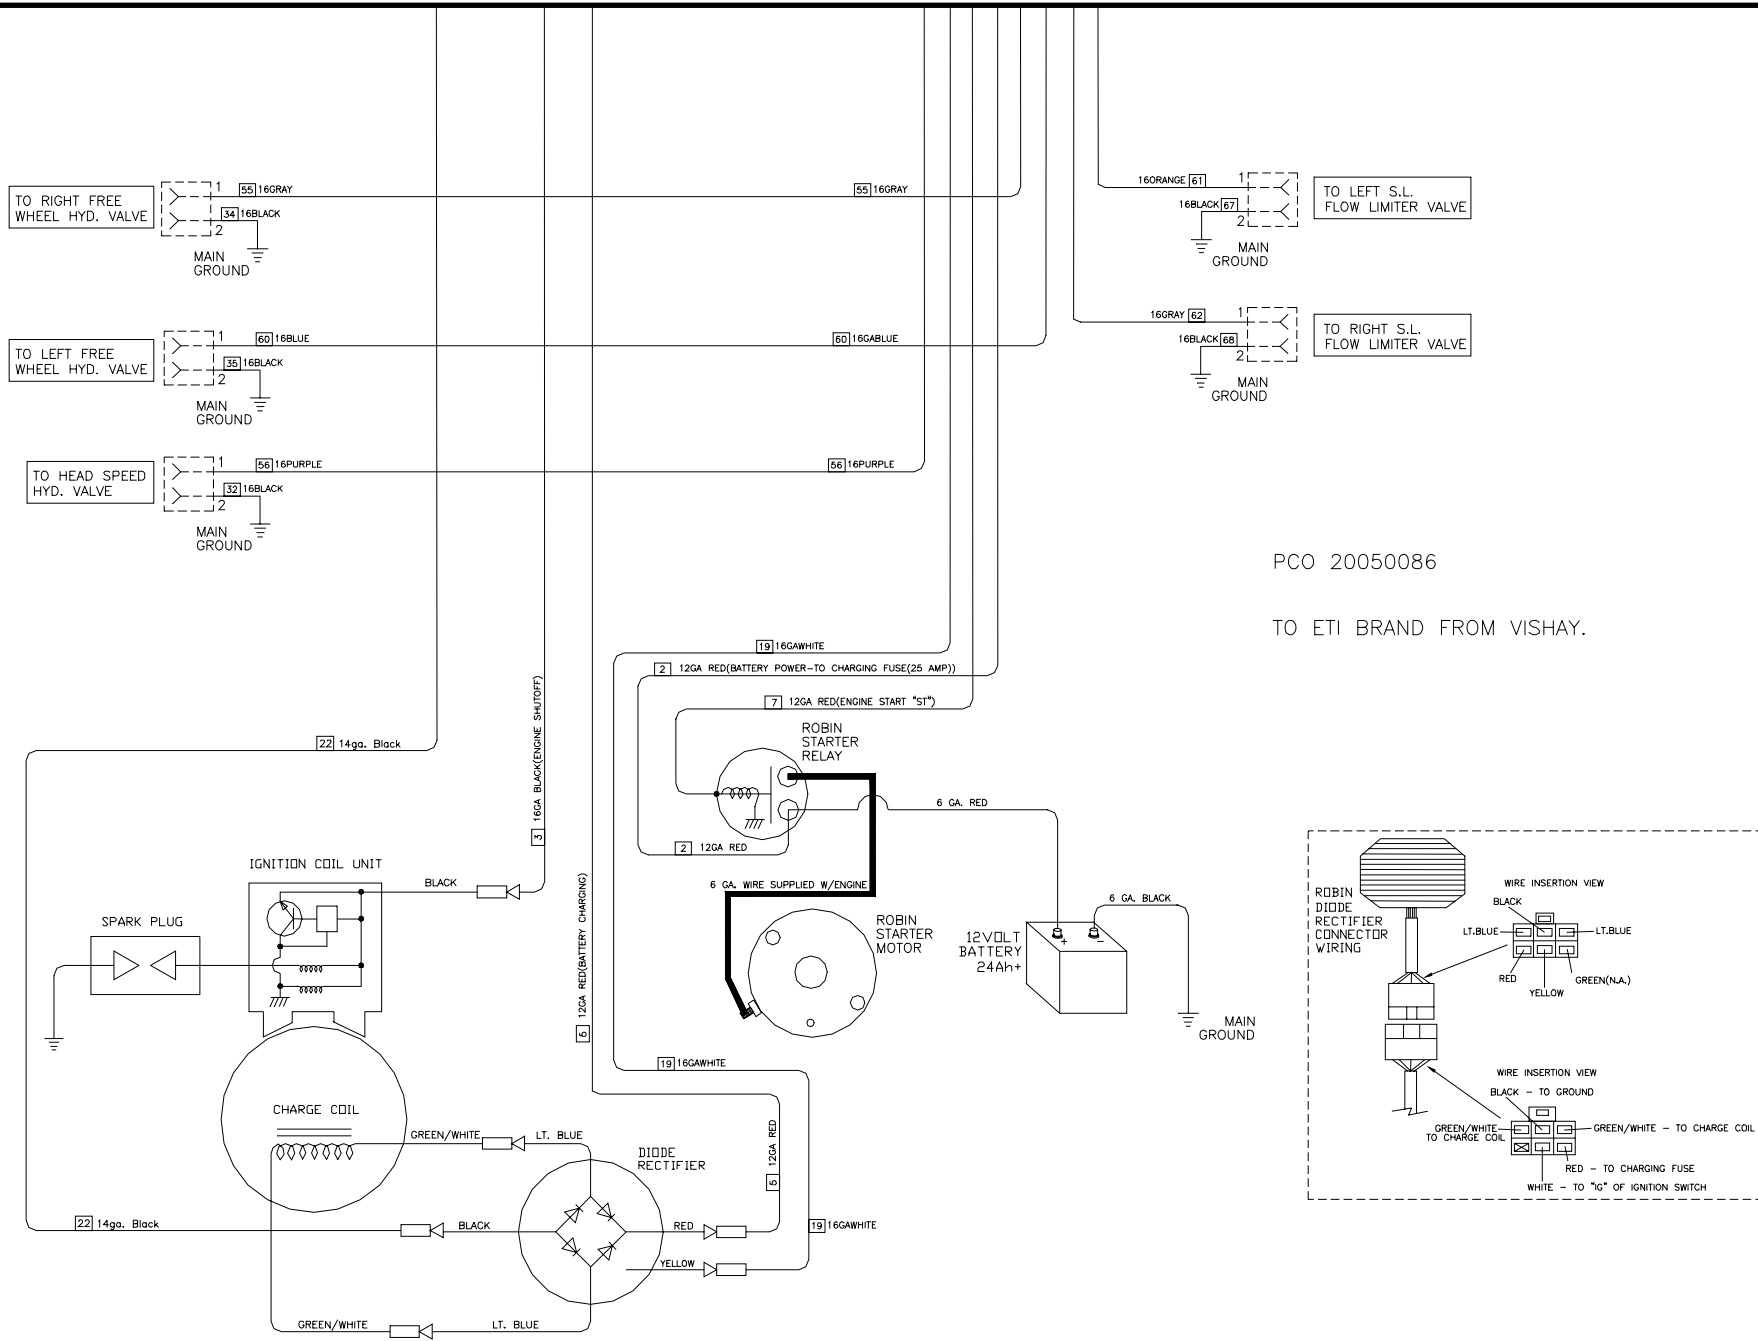 TO RIGHT FREE
WHEEL HYD. VALVE
1
55 16GRAY
55 16GRAY
34 16BLACK
2
MAIN
GROUND
16ORANGE 61
1
16BLACK 67
2
MAIN
GROUND
TO LEFT S.L.
FLOW LIMITER VALVE
TO LEFT FREE
WHEEL HYD. VALVE
1
60 16BLUE
60 16GABLUE
35 16BLACK
2
MAIN
GROUND
16GRAY 62
1
16BLACK 68
2
MAIN
GROUND
TO RIGHT S.L.
FLOW LIMITER VALVE
TO HEAD SPEED
HYD. VALVE
1
56 16PURPLE
56 16PURPLE
32 16BLACK
2
MAIN
GROUND
PCO 20050086
TO ETI BRAND FROM VISHAY.
19 16GAWHITE
2 12GA RED(BATTERY POWER-TO CHARGING FUSE(25 AMP))
7 12GA RED(ENGINE START "ST")
22 14ga. Black
3 16GA BLACK(ENGINE SHUTOFF)
ROBIN
STARTER
RELAY
6 GA. RED
2 12GA RED
6 GA. WIRE SUPPLIED W/ENGINE
IGNITION COIL UNIT
BLACK
5 12GA RED(BATTERY CHARGING)
SPARK PLUG
ROBIN
STARTER
MOTOR
6 GA. BLACK
12VOLT
BATTERY
24Ah+
+
-
MAIN
GROUND
19 16GAWHITE
CHARGE COIL
GREEN/WHITE
LT. BLUE
DIODE
RECTIFIER
5 12GA RED
22 14ga. Black
BLACK
RED
19 16GAWHITE
YELLOW
GREEN/WHITE
LT. BLUE
ROBIN
DIODE
RECTIFIER
CONNECTOR
WIRING
WIRE INSERTION VIEW
BLACK
LT.BLUE
LT.BLUE
RED
YELLOW
GREEN(N.A.)
WIRE INSERTION VIEW
BLACK - TO GROUND
GREEN/WHITE
TO CHARGE COIL
GREEN/WHITE - TO CHARGE COIL
RED - TO CHARGING FUSE
WHITE - TO "IG" OF IGNITION SWITCH